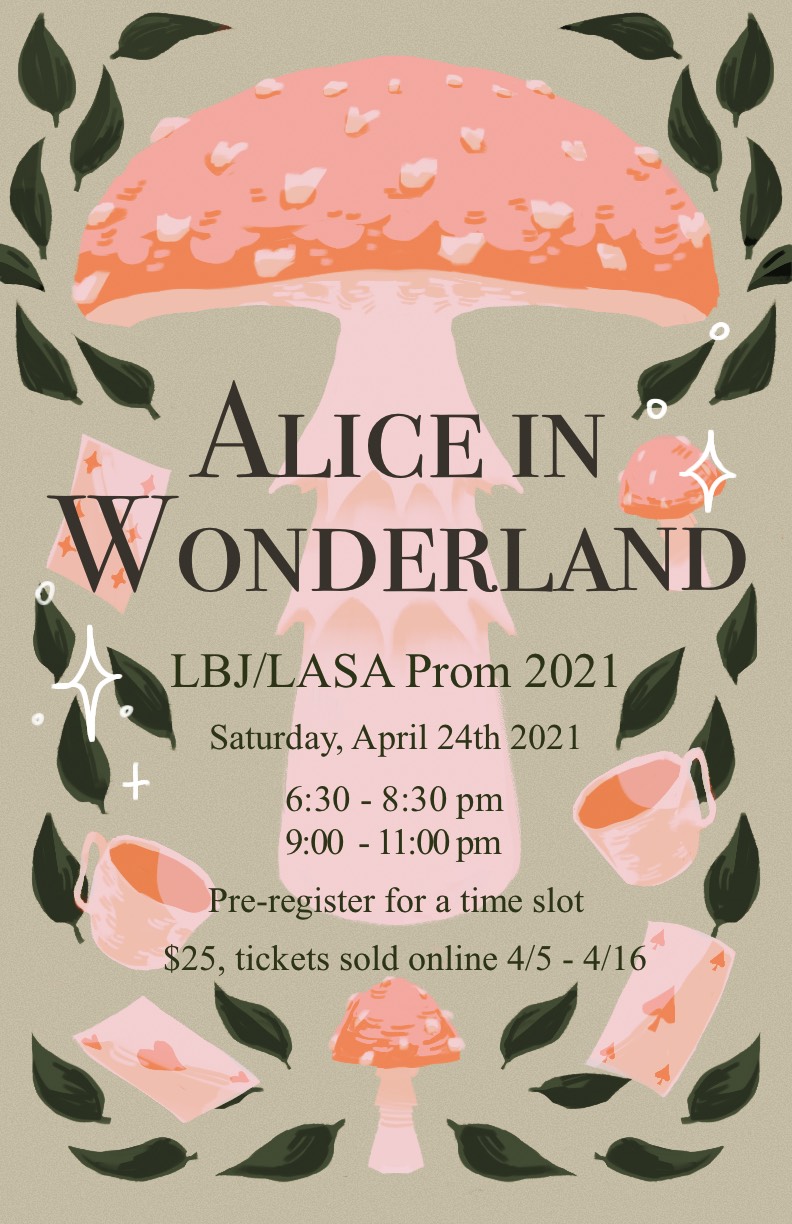 ALICE IN
WONDERLAND
LBJ/LASA Prom 2021
Saturday, April 24th 2021
6:30 - 8:30 pm
9:00 - 11:00 pm
Pre-register for a time slot
$25, tickets sold online 4/5 - 4/16